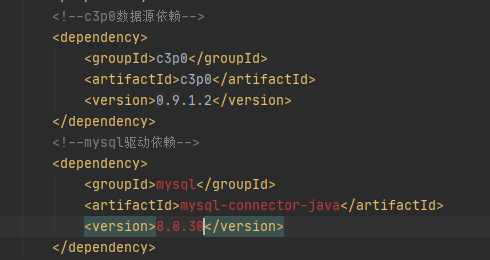 <!--c3p0数据源依赖-->
<dependency>
<groupId>c3p0</groupId>
<artifactId>c3p0</artifactId>
<version>0.9.1.2</version>
</dependency>
<!--mysql驱动依赖-->
<dependency>
<groupId>mysql</groupId>
<artifactId>mysql-connector-java</artifactId>
<version>8.0.30</version>
</dependency>